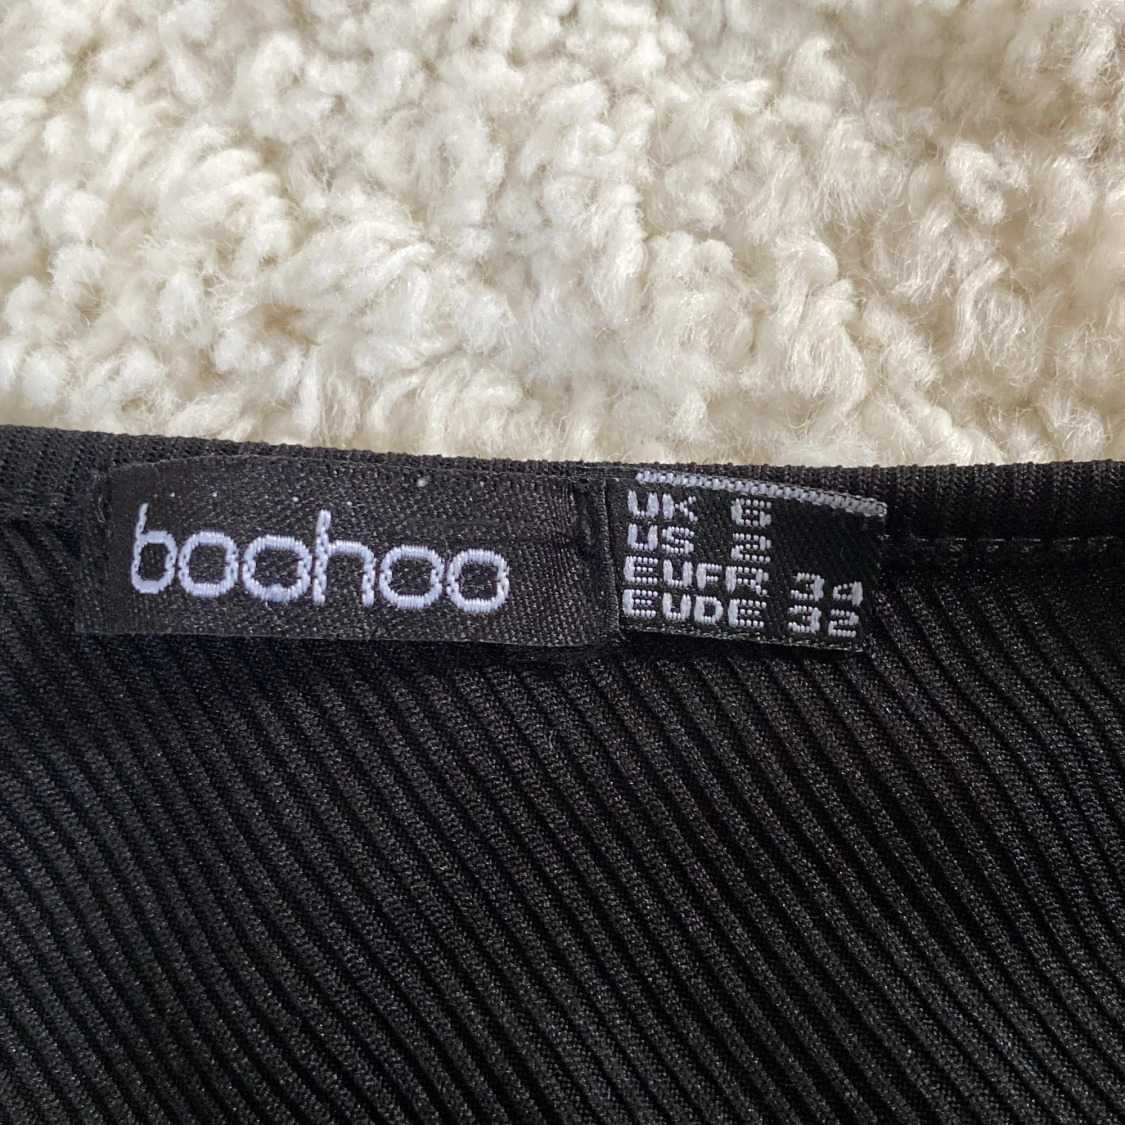 boohoo
UK 6
US 2
EUFR 34
EUDE 32